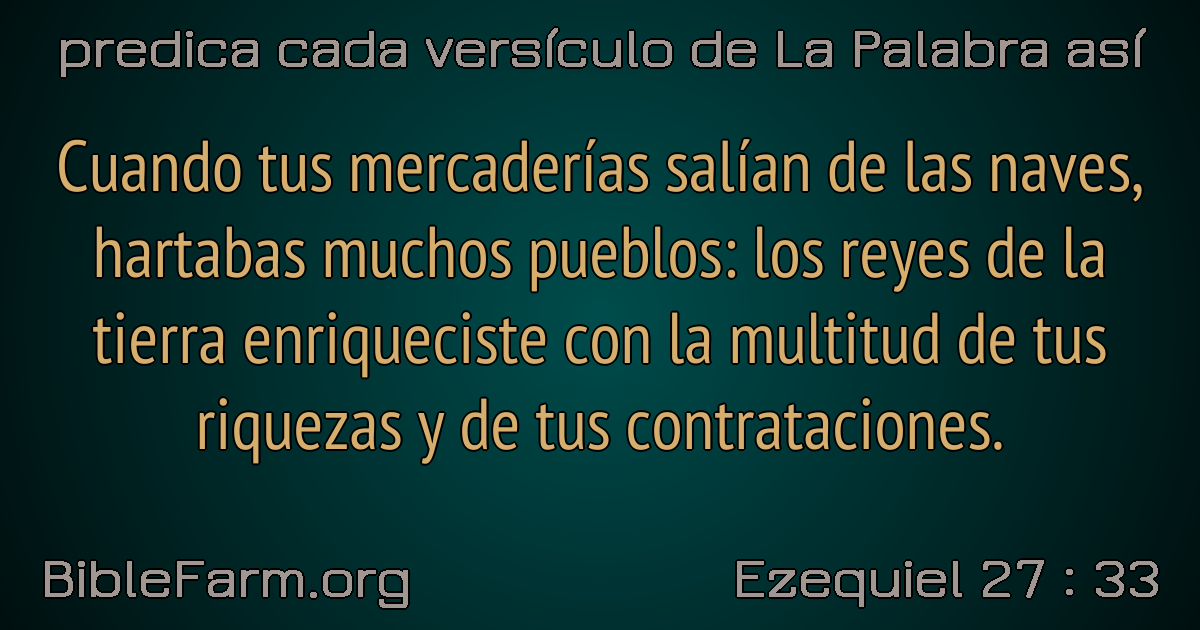 predica cada versículo de La Palabra así
Cuando tus mercaderías salían de las naves,
hartabas muchos pueblos: los reyes de la
tierra enriqueciste con la multitud de tus
riquezas y de tus contrataciones.
BibleFarm.org
Ezequiel 27 : 33